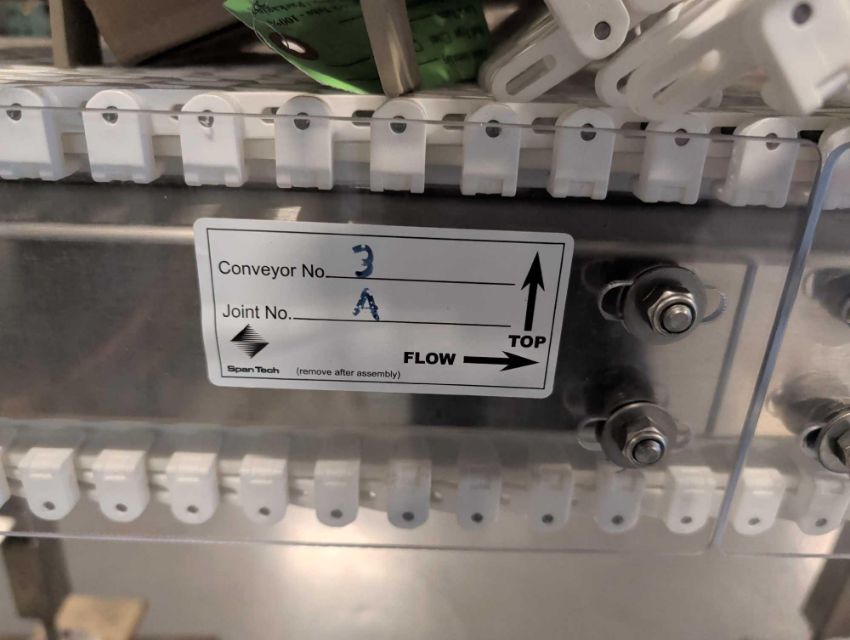 Conveyor No. 3
Joint No. A
TOP
FLOW
Span Tech (remove after assembly)